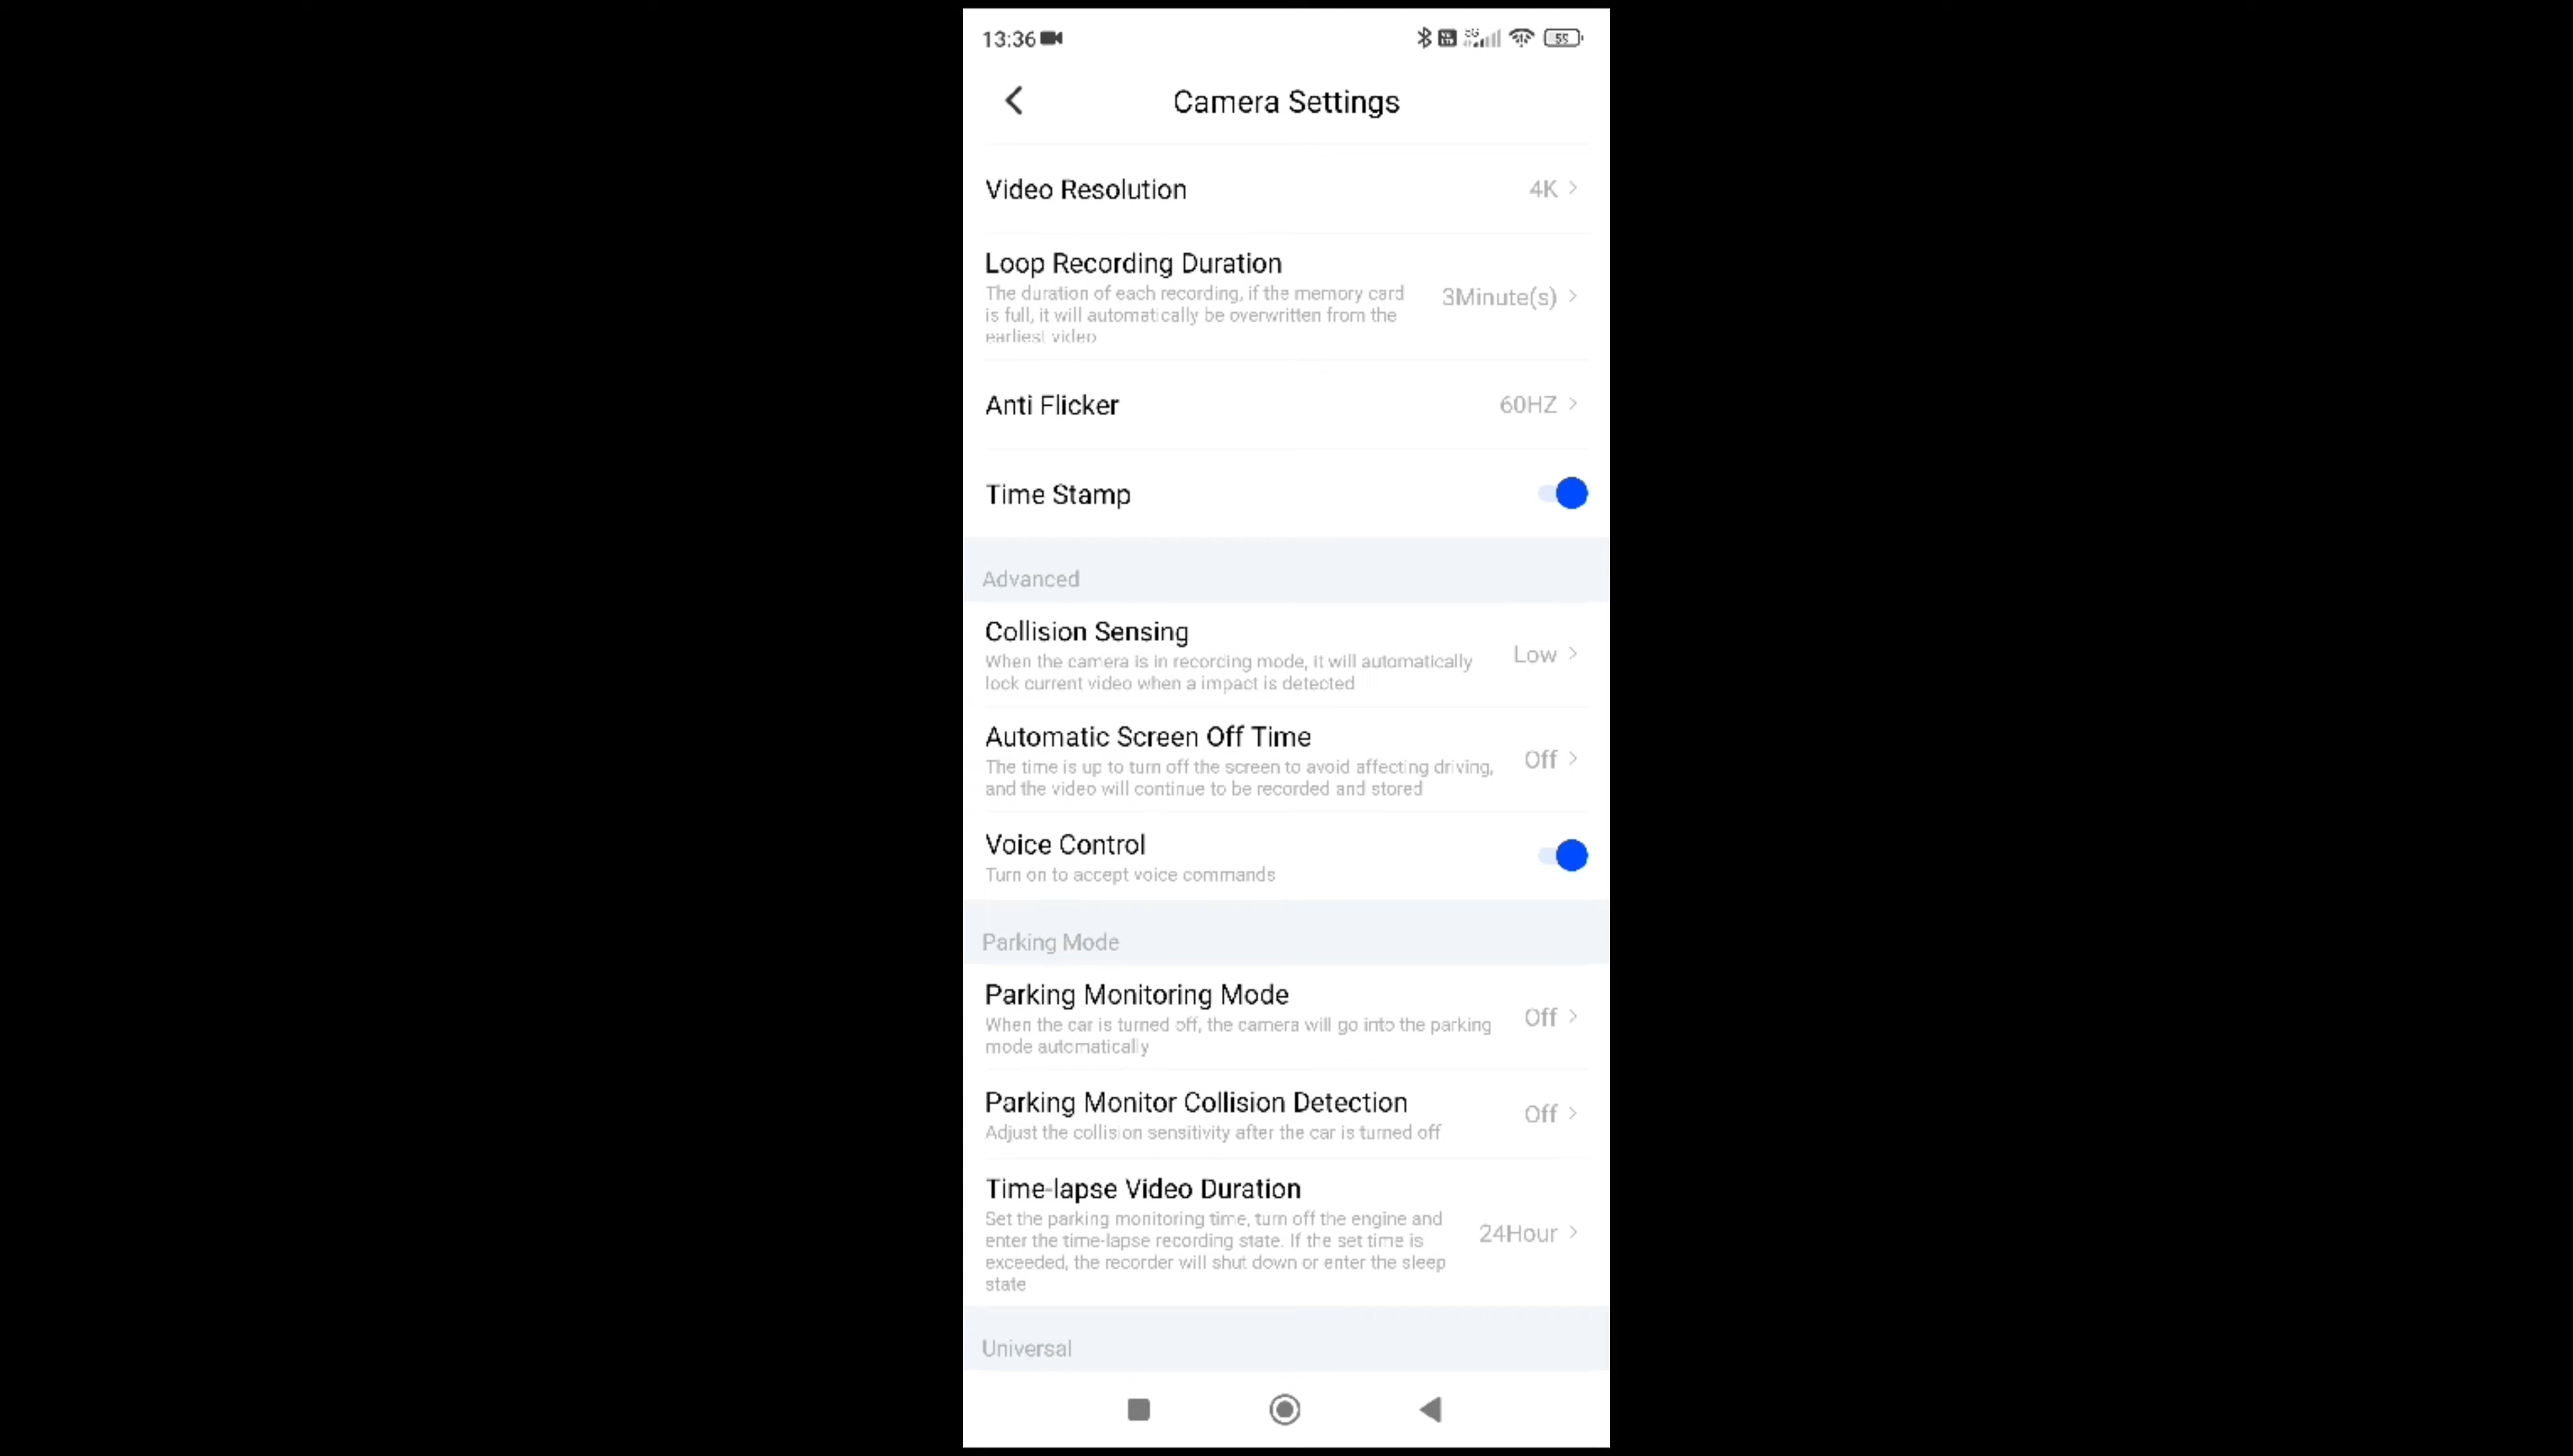 13:36
55
Camera Settings
Video Resolution
4K
Loop Recording Duration
The duration of each recording, if the memory card
is full, it will automatically be overwritten from the
earliest video
3Minute(s)
Anti Flicker
60HZ
Time Stamp
Advanced
Collision Sensing
When the camera is in recording mode, it will automatically
lock current video when a impact is detected
Low
Automatic Screen Off Time
The time is up to turn off the screen to avoid affecting driving,
and the video will continue to be recorded and stored
Off
Voice Control
Turn on to accept voice commands
Parking Mode
Parking Monitoring Mode
When the car is turned off, the camera will go into the parking
mode automatically
Off
Parking Monitor Collision Detection
Adjust the collision sensitivity after the car is turned off
Off
Time-lapse Video Duration
Set the parking monitoring time, turn off the engine and
enter the time-lapse recording state. If the set time is
exceeded, the recorder will shut down or enter the sleep
state
24Hour
Universal